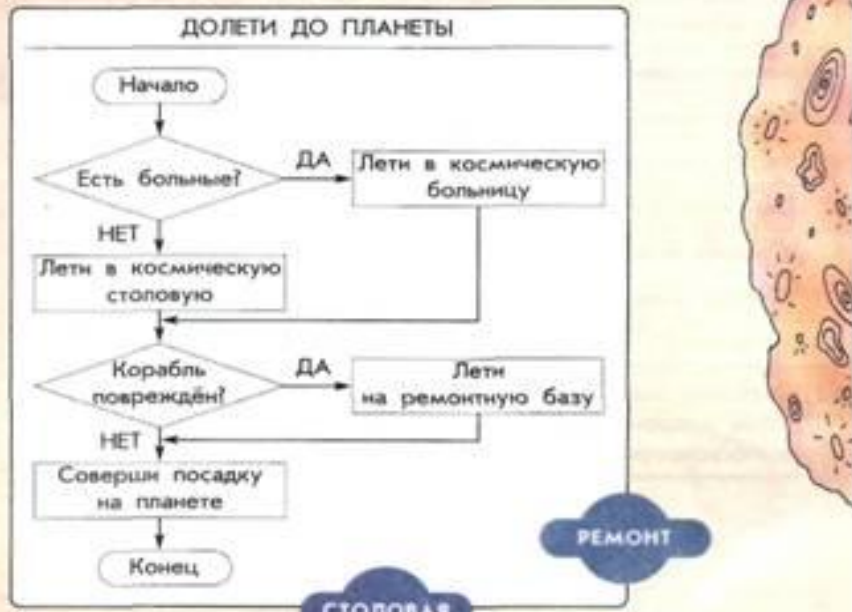 ДОЛЕТИ ДО ПЛАНЕТЫ
Начало
Есть больные?
ДА
Лети в космическую
больницу
НЕТ
Лети в космическую
столовую
Корабль
повреждён?
ДА
Лети
на ремонтную базу
НЕТ
Соверши посадку
на планете
Конец
РЕМОНТ
СТОЛОВАЯ